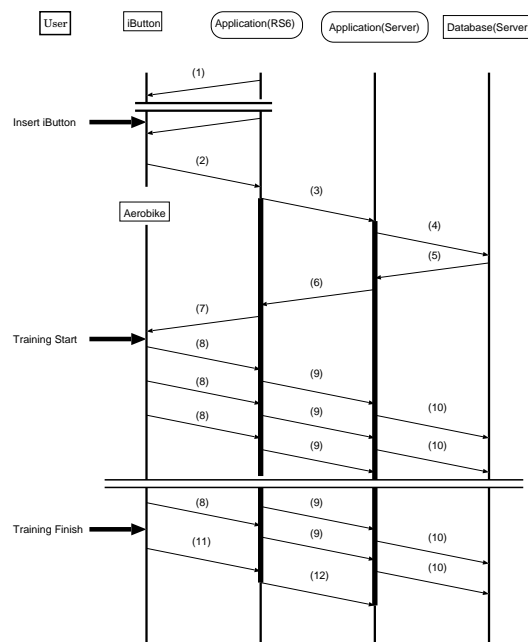 User iButton Application(RS6) Application(Server) Database(Server
(1)
Insert iButton
(2)
(3)
Aerobike
(4)
(5)
(6)
(7)
Training Start
(8)
(8) (9)
(8) (9) (10)
(9) (10)
(8) (9)
Training Finish
(9) (10)
(11)
(10)
(12)